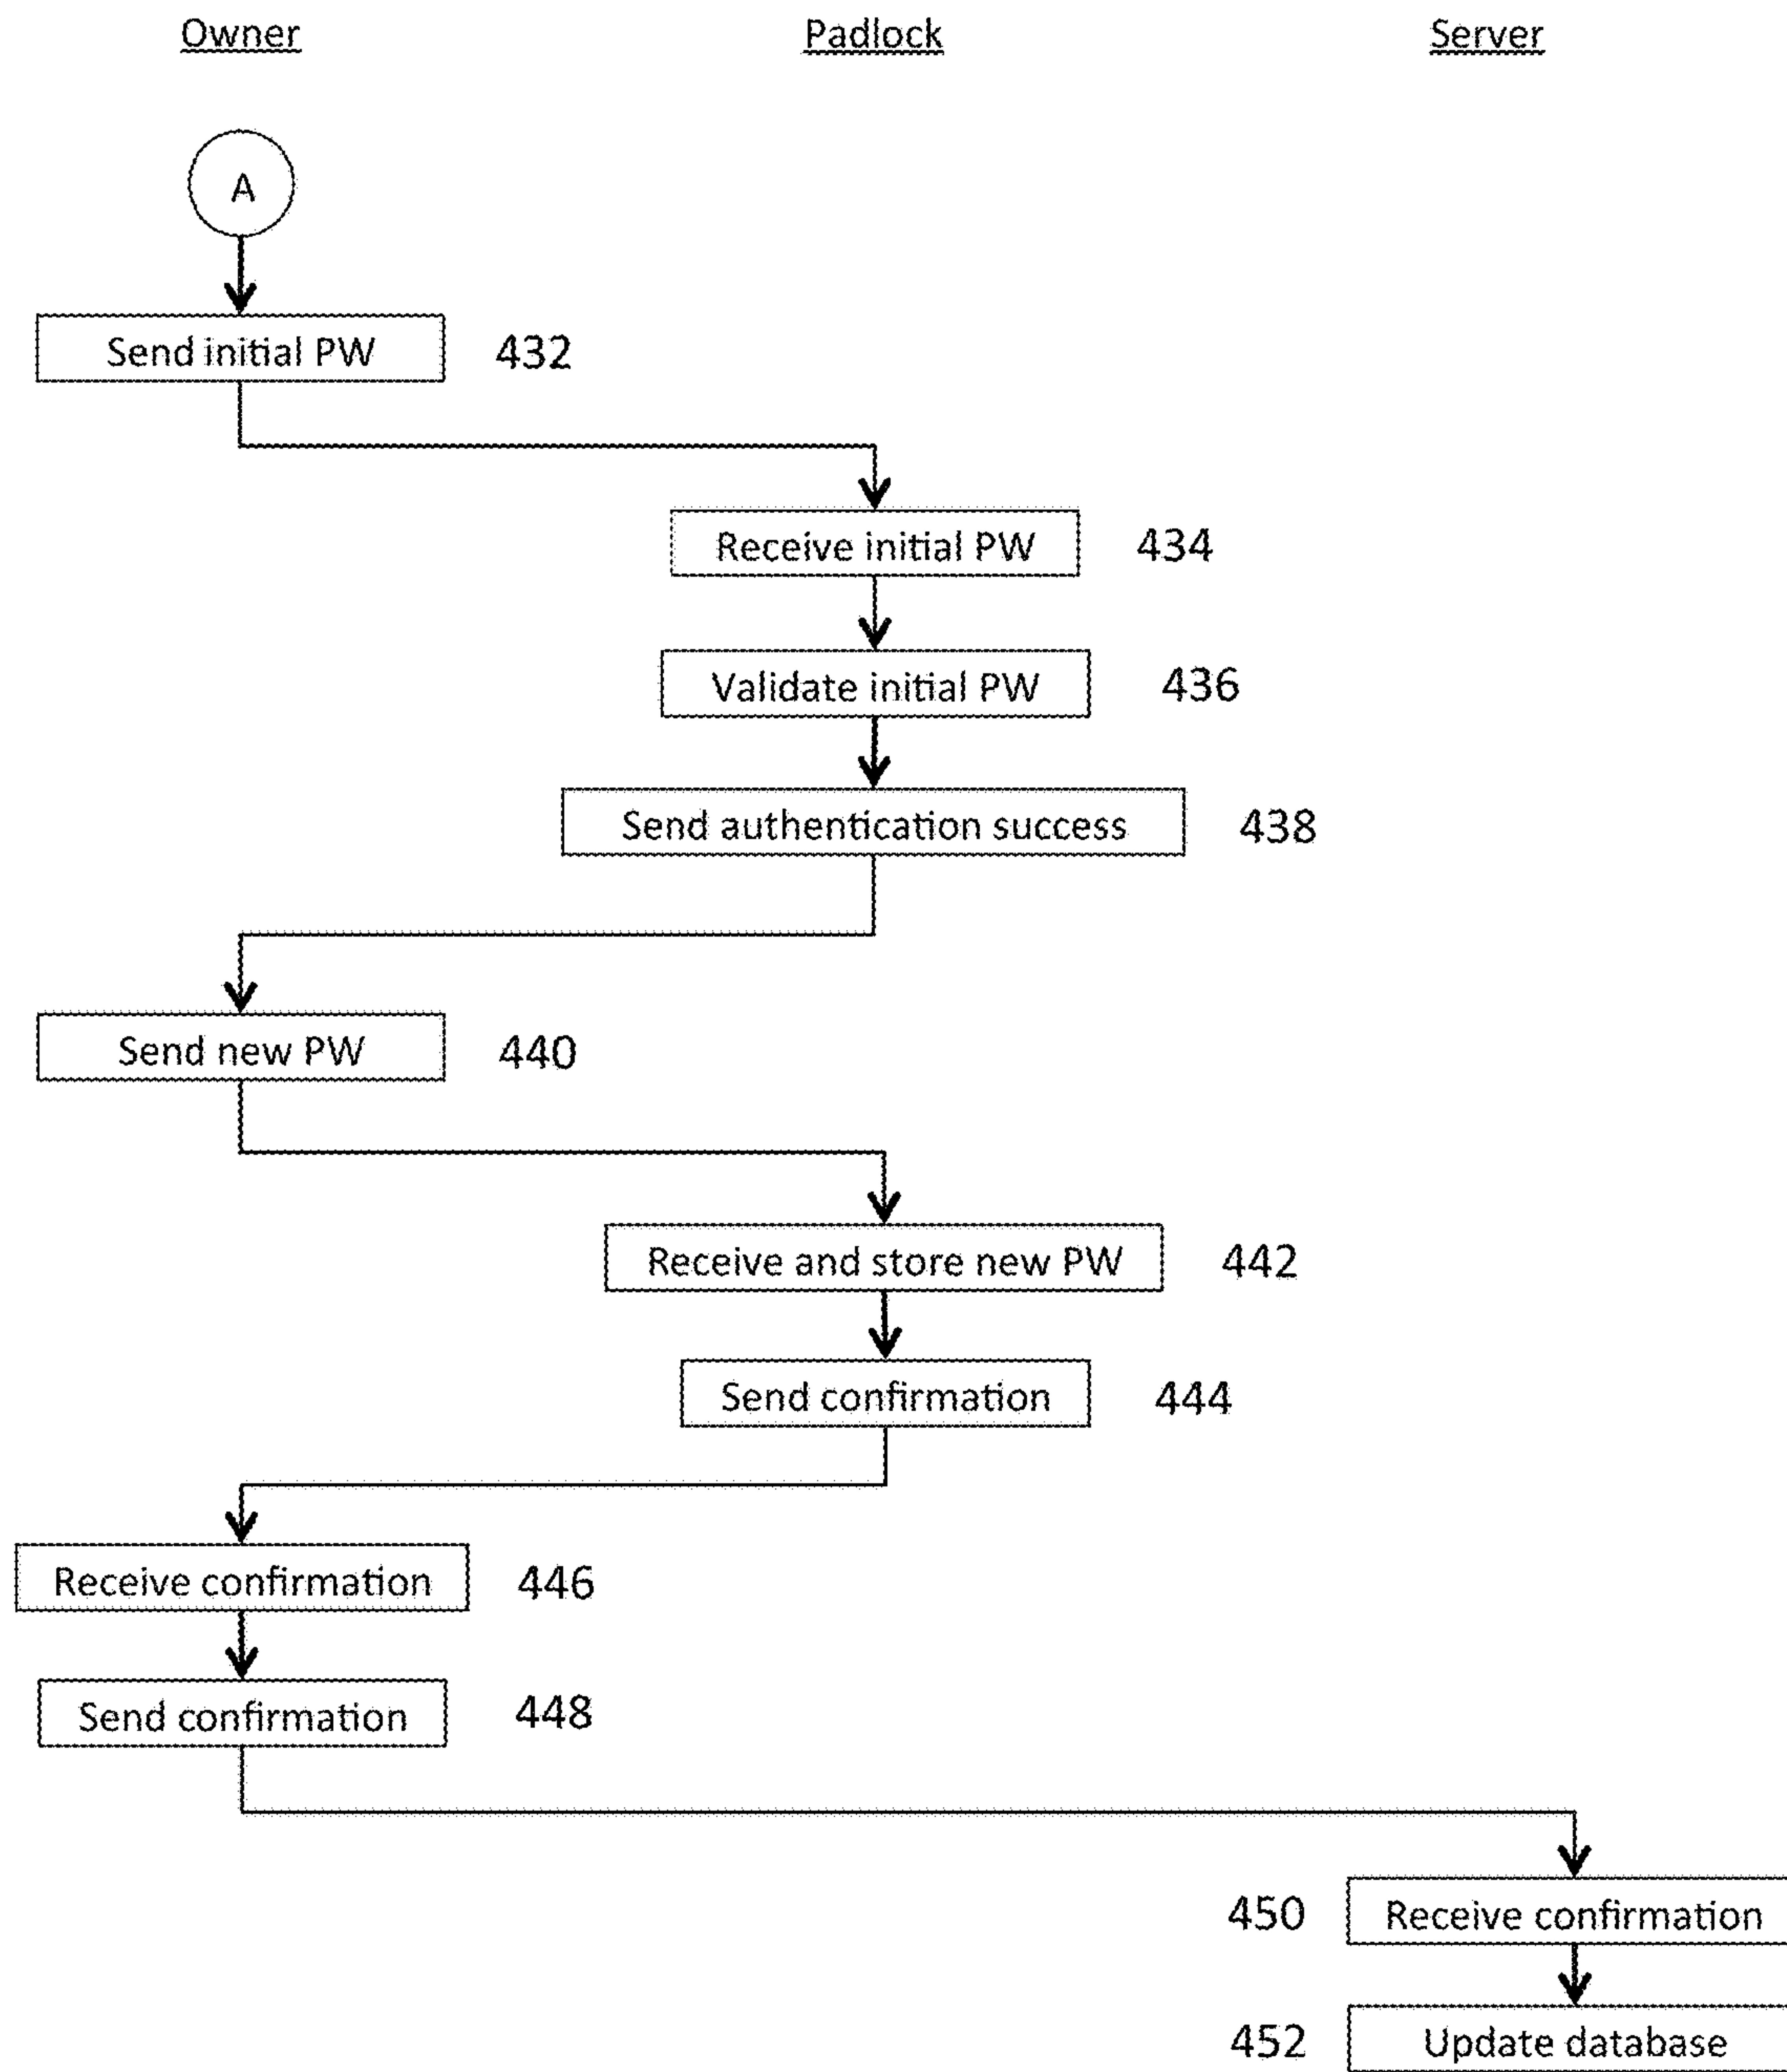 Owner Padlock Server
A
Send initial PW 432
Receive initial PW 434
Validate initial PW 436
Send authentication success 438
Send new PW 440
Receive and store new PW 442
Send confirmation 444
Receive confirmation 446
Send confirmation 448
450 Receive confirmation
452 Update database